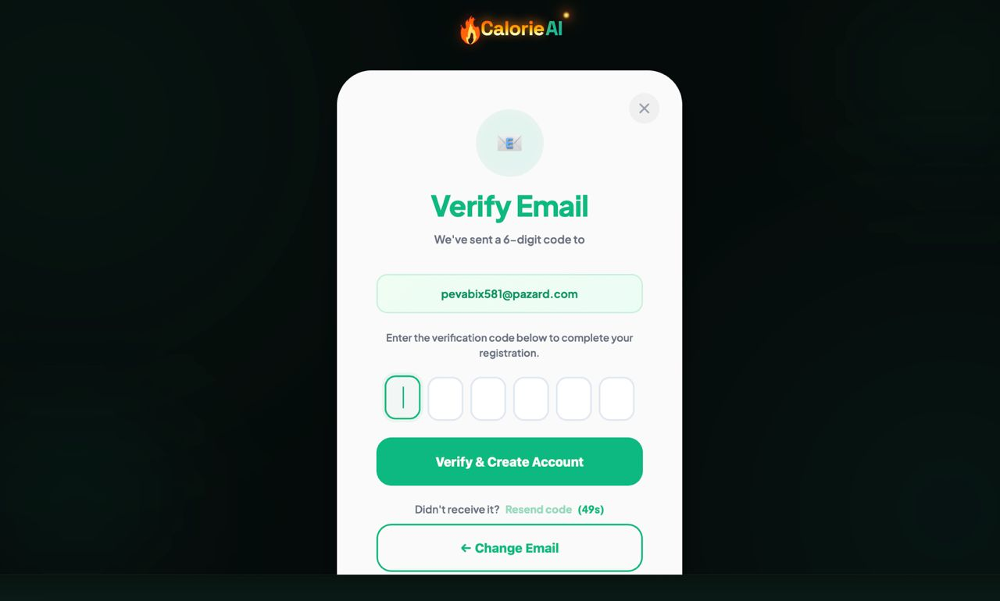 CalorieAI
Verify Email
We've sent a 6-digit code to
pevabix581@pazard.com
Enter the verification code below to complete your
registration.
Verify & Create Account
Didn't receive it? Resend code (49s)
← Change Email